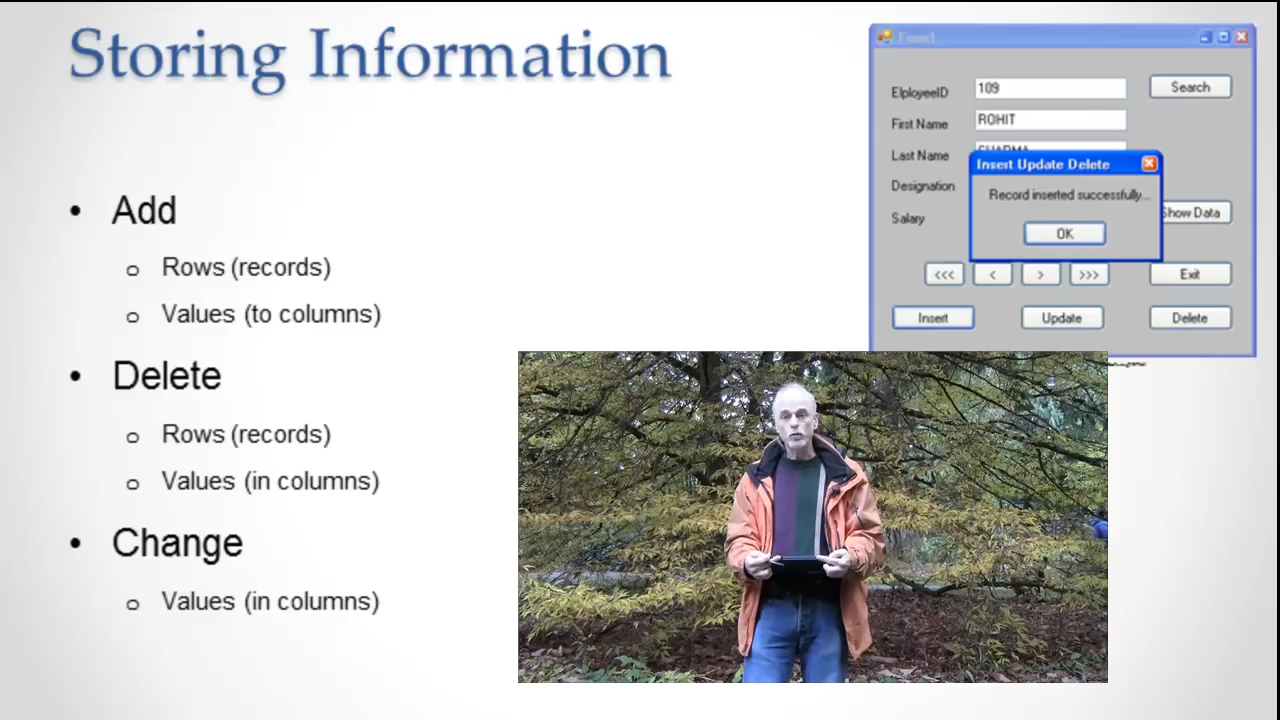 Storing Information
• Add
o Rows (records)
o Values (to columns)
• Delete
o Rows (records)
o Values (in columns)
• Change
o Values (in columns)
Form1
ElployeeID 109 Search
First Name ROHIT
Last Name SHARMA
Insert Update Delete
Designation
Record inserted successfully...
Salary
OK
Show Data
<<< < > >>> Exit
Insert Update Delete